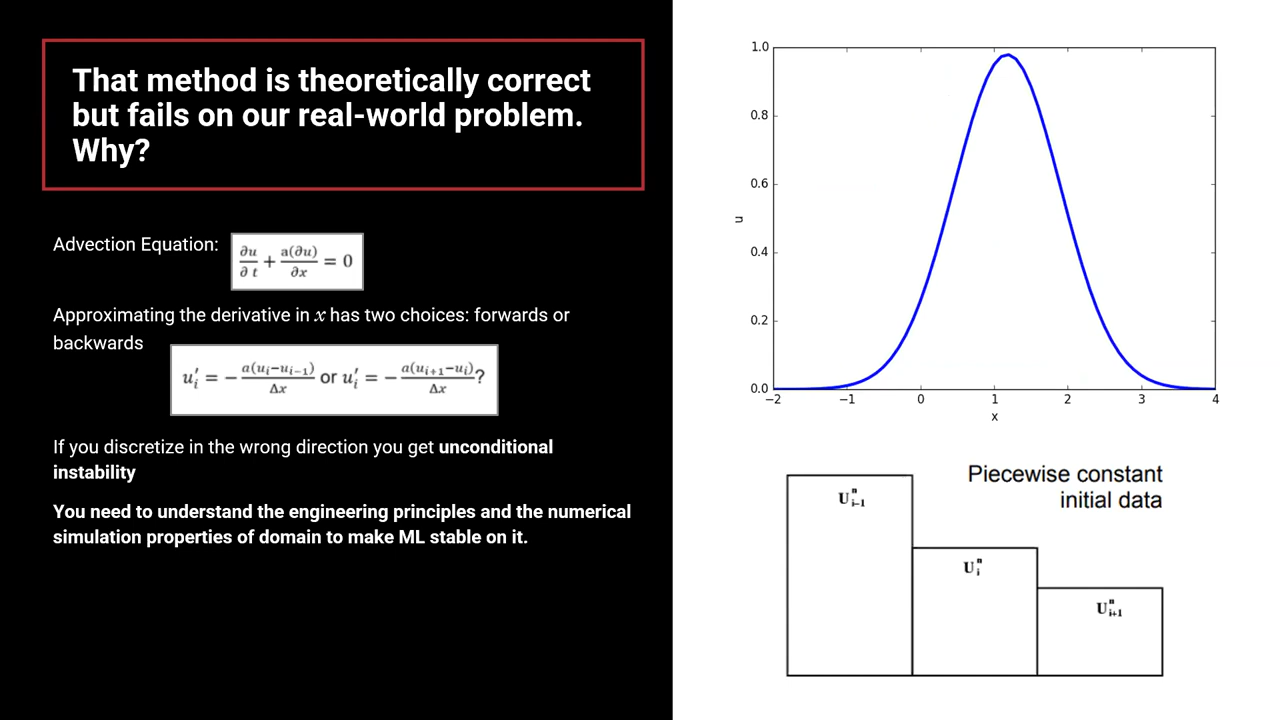 That method is theoretically correct
but fails on our real-world problem.
Why?
Advection Equation:
∂u/∂t + a(∂u)/∂x = 0
Approximating the derivative in x has two choices: forwards or
backwards
u′_i = − a(u_i−u_{i−1})/Δx or u′_i = − a(u_{i+1}−u_i)/Δx?
If you discretize in the wrong direction you get unconditional
instability
You need to understand the engineering principles and the numerical
simulation properties of domain to make ML stable on it.
1.0
0.8
0.6
0.4
0.2
0.0
u
−2 −1 0 1 2 3 4
x
Piecewise constant
initial data
U^n_{i-1}
U^n_i
U^n_{i+1}